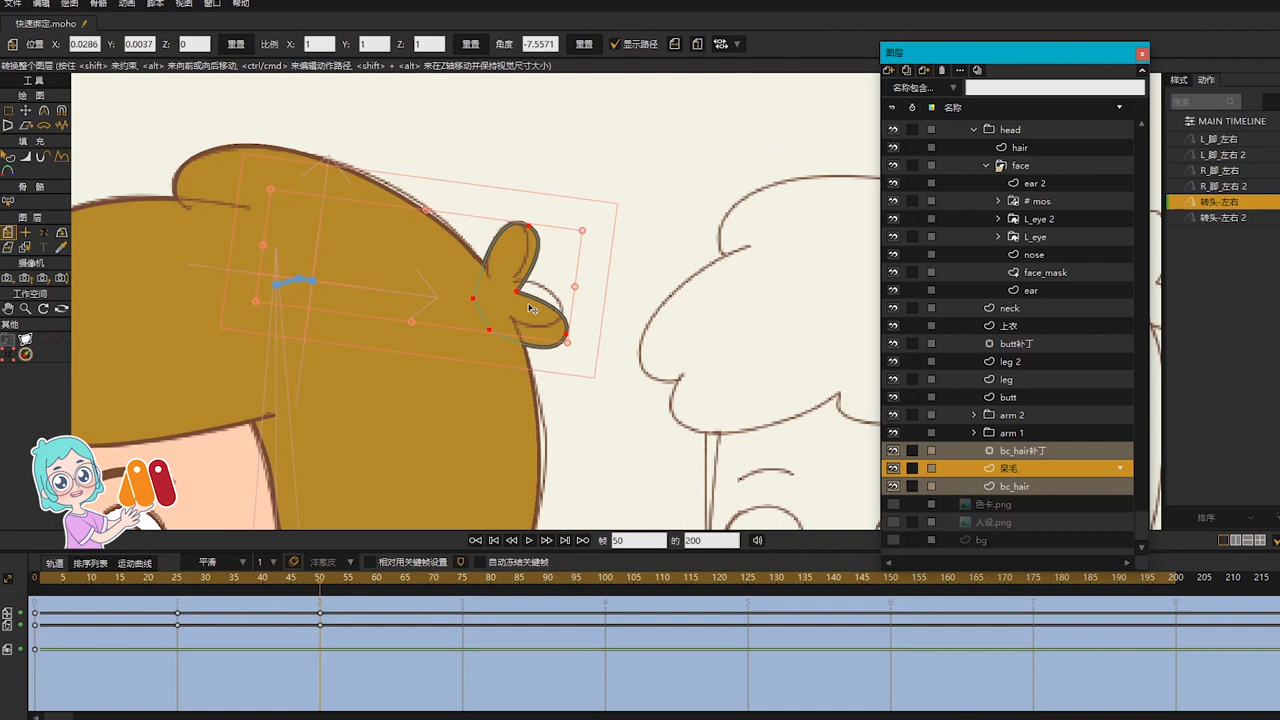 文件 编辑 绘图 骨骼 动画 脚本 视图 窗口 帮助
快速绑定.moho
位置 X: 0.0286 Y: 0.0037 Z: 0 重置 比例 X: 1 Y: 1 Z: 1 重置 角度 -7.5571 重置 显示路径
转换整个图层 (按住 <shift> 来约束, <alt> 来向前或向后移动, <ctrl/cmd> 来编辑动作路径, <shift> + <alt> 来在Z轴移动并保持视觉尺寸大小)
工具
绘 图
填 充
骨 骼
图 层
摄像机
工作空间
其他
图层
名称包含...
名称
head
hair
face
ear 2
# mos
L_eye 2
L_eye
nose
face_mask
ear
neck
上衣
butt补丁
leg 2
leg
butt
arm 2
arm 1
bc_hair补丁
呆毛
bc_hair
色卡.png
人设.png
bg
样式 动作
搜索
MAIN TIMELINE
L_脚_左右
L_脚_左右 2
R_脚_左右
R_脚_左右 2
转头-左右
转头-左右 2
排序
帧 50 的 200
轨道 排序列表 运动曲线 平滑 1 洋葱皮 相对用关键帧设置 自动冻结关键帧
0 5 10 15 20 25 30 35 40 45 50 55 60 65 70 75 80 85 90 95 100 105 110 115 120 125 130 135 140 145 150 155 160 165 170 175 180 185 190 195 200 205 210 215
0 1 2 3 4 5 6 7 8